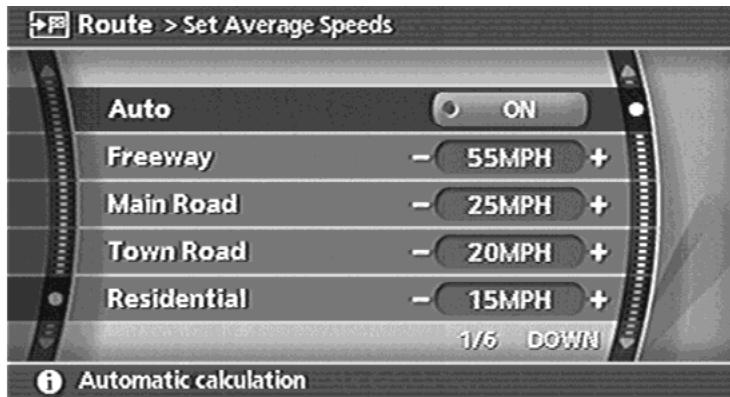 Route > Set Average Speeds
Auto ON
Freeway – 55MPH +
Main Road – 25MPH +
Town Road – 20MPH +
Residential – 15MPH +
1/6 DOWN
i Automatic calculation